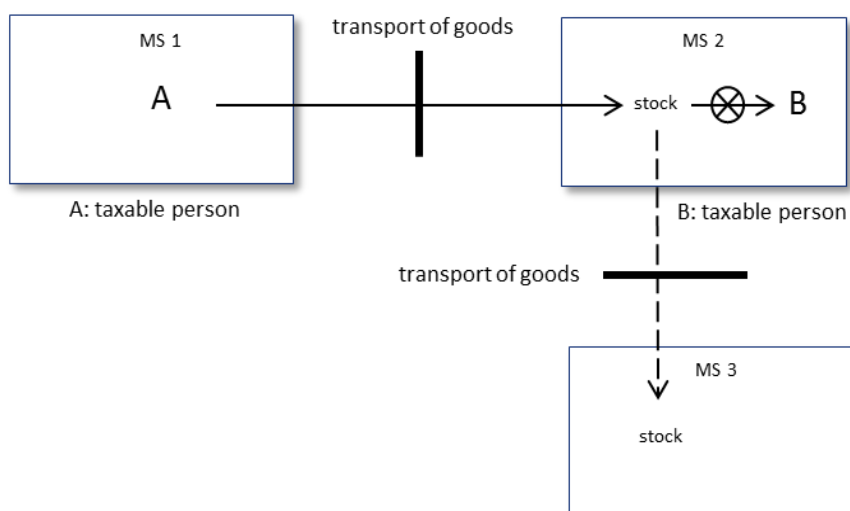 transport of goods
MS 1
MS 2
A
stock
B
A: taxable person
B: taxable person
transport of goods
MS 3
stock